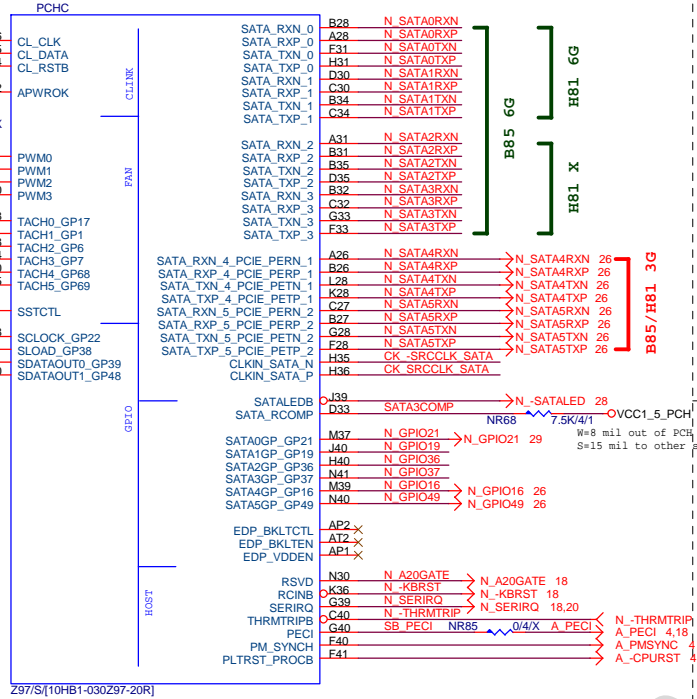 PCHC
SATA_RXN_0 B28 N_SATA0RXN
CL_CLK SATA_RXP_0 A28 N_SATA0RXP
CL_DATA SATA_TXN_0 F31 N_SATA0TXN
CL_RSTB SATA_TXP_0 H31 N_SATA0TXP
SATA_RXN_1 D30 N_SATA1RXN
APWROK SATA_RXP_1 C30 N_SATA1RXP
SATA_TXN_1 B34 N_SATA1TXN
SATA_TXP_1 C34 N_SATA1TXP
CLINK
B85 6G
H81 6G
SATA_RXN_2 A31 N_SATA2RXN
PWM0 SATA_RXP_2 B31 N_SATA2RXP
PWM1 SATA_TXN_2 B35 N_SATA2TXN
PWM2 SATA_TXP_2 D35 N_SATA2TXP
PWM3 SATA_RXN_3 B32 N_SATA3RXN
SATA_RXP_3 C32 N_SATA3RXP
TACH0_GP17 SATA_TXN_3 G33 N_SATA3TXN
TACH1_GP1 SATA_TXP_3 F33 N_SATA3TXP
FAN
H81 X
TACH2_GP6
TACH3_GP7 SATA_RXN_4_PCIE_PERN_1 A26 N_SATA4RXN N_SATA4RXN 26
TACH4_GP68 SATA_RXP_4_PCIE_PERP_1 B26 N_SATA4RXP N_SATA4RXP 26
TACH5_GP69 SATA_TXN_4_PCIE_PETN_1 L28 N_SATA4TXN N_SATA4TXN 26
SATA_TXP_4_PCIE_PETP_1 K28 N_SATA4TXP N_SATA4TXP 26
SSTCTL SATA_RXN_5_PCIE_PERN_2 C27 N_SATA5RXN N_SATA5RXN 26
SATA_RXP_5_PCIE_PERP_2 B27 N_SATA5RXP N_SATA5RXP 26
SCLOCK_GP22 SATA_TXN_5_PCIE_PETN_2 G28 N_SATA5TXN N_SATA5TXN 26
SLOAD_GP38 SATA_TXP_5_PCIE_PETP_2 F28 N_SATA5TXP N_SATA5TXP 26
SDATAOUT0_GP39 CLKIN_SATA_N H35 CK_-SRCCLK_SATA
SDATAOUT1_GP48 CLKIN_SATA_P H36 CK_SRCCLK_SATA
B85/H81 3G
SATALEDB J39 N_-SATALED 28
SATA_RCOMP D33 SATA3COMP NR68 7.5K/4/1 VCC1_5_PCH
W=8 mil out of PCH
S=15 mil to other
GPIO
SATA0GP_GP21 M37 N_GPIO21 N_GPIO21 29
SATA1GP_GP19 J40 N_GPIO19
SATA2GP_GP36 H40 N_GPIO36
SATA3GP_GP37 N41 N_GPIO37
SATA4GP_GP16 M39 N_GPIO16 N_GPIO16 26
SATA5GP_GP49 N40 N_GPIO49 N_GPIO49 26
EDP_BKLTCTL AP2
EDP_BKLTEN AT2
EDP_VDDEN AP1
HOST
RSVD N30 N_A20GATE N_A20GATE 18
RCINB K36 N_-KBRST N_-KBRST 18
SERIRQ G39 N_SERIRQ N_SERIRQ 18,20
THRMTRIPB C40 N_-THRMTRIP N_-THRMTRIP
PECI G40 SB_PECI NR85 0/4/X A_PECI A_PECI 4,18
PM_SYNCH F40 A_PMSYNC 4
PLTRST_PROCB F41 A_-CPURST 4
Z97/S/[10HB1-030Z97-20R]